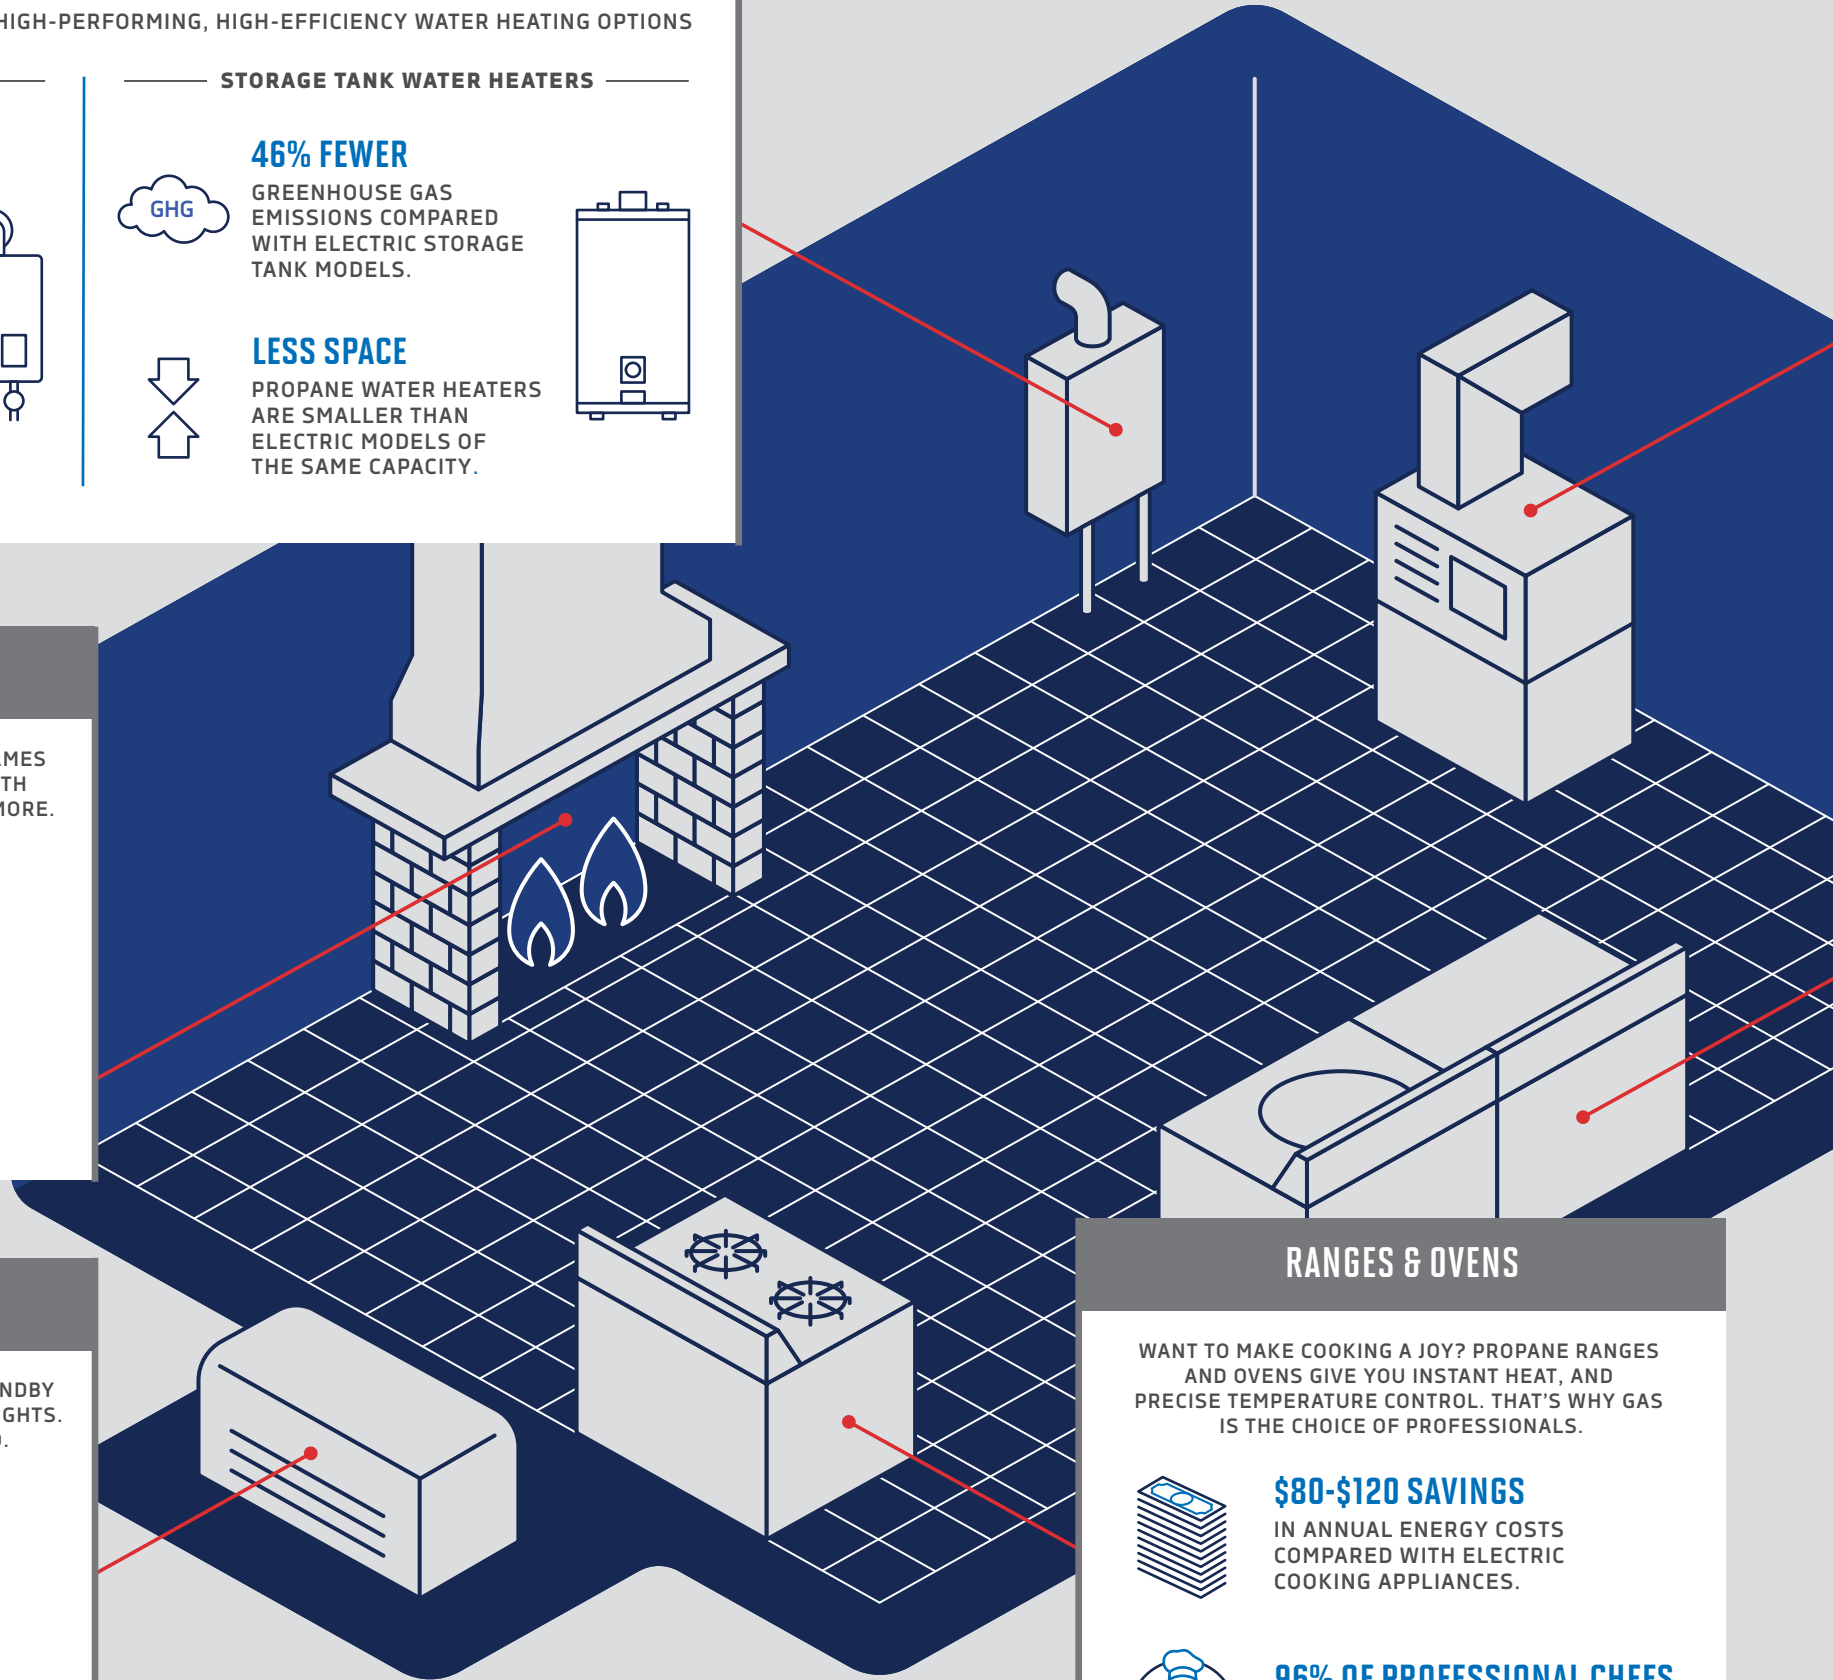 HIGH-PERFORMING, HIGH-EFFICIENCY WATER HEATING OPTIONS
STORAGE TANK WATER HEATERS
46% FEWER
GHG
GREENHOUSE GAS
EMISSIONS COMPARED
WITH ELECTRIC STORAGE
TANK MODELS.
LESS SPACE
PROPANE WATER HEATERS
ARE SMALLER THAN
ELECTRIC MODELS OF
THE SAME CAPACITY.
MORE.
RANGES & OVENS
WANT TO MAKE COOKING A JOY? PROPANE RANGES
AND OVENS GIVE YOU INSTANT HEAT, AND
PRECISE TEMPERATURE CONTROL. THAT'S WHY GAS
IS THE CHOICE OF PROFESSIONALS.
$80-$120 SAVINGS
IN ANNUAL ENERGY COSTS
COMPARED WITH ELECTRIC
COOKING APPLIANCES.
96% OF PROFESSIONAL CHEFS